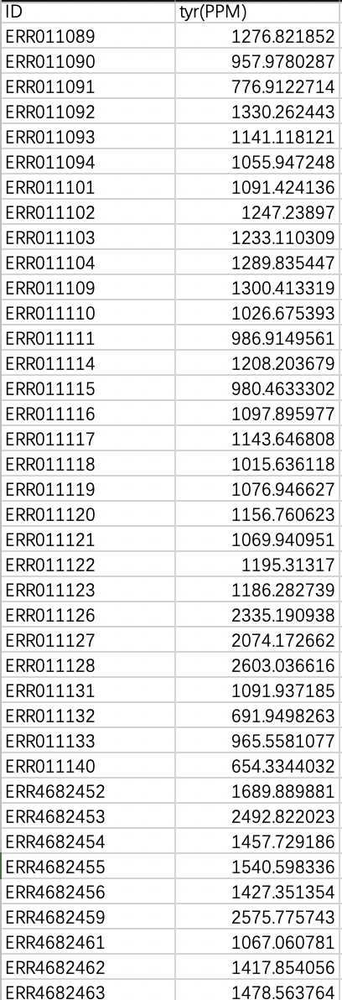 ID tyr(PPM)
ERR011089 1276.821852
ERR011090 957.9780287
ERR011091 776.9122714
ERR011092 1330.262443
ERR011093 1141.118121
ERR011094 1055.947248
ERR011101 1091.424136
ERR011102 1247.23897
ERR011103 1233.110309
ERR011104 1289.835447
ERR011109 1300.413319
ERR011110 1026.675393
ERR011111 986.9149561
ERR011114 1208.203679
ERR011115 980.4633302
ERR011116 1097.895977
ERR011117 1143.646808
ERR011118 1015.636118
ERR011119 1076.946627
ERR011120 1156.760623
ERR011121 1069.940951
ERR011122 1195.31317
ERR011123 1186.282739
ERR011126 2335.190938
ERR011127 2074.172662
ERR011128 2603.036616
ERR011131 1091.937185
ERR011132 691.9498263
ERR011133 965.5581077
ERR011140 654.3344032
ERR4682452 1689.889881
ERR4682453 2492.822023
ERR4682454 1457.729186
ERR4682455 1540.598336
ERR4682456 1427.351354
ERR4682459 2575.775743
ERR4682461 1067.060781
ERR4682462 1417.854056
ERR4682463 1478.563764